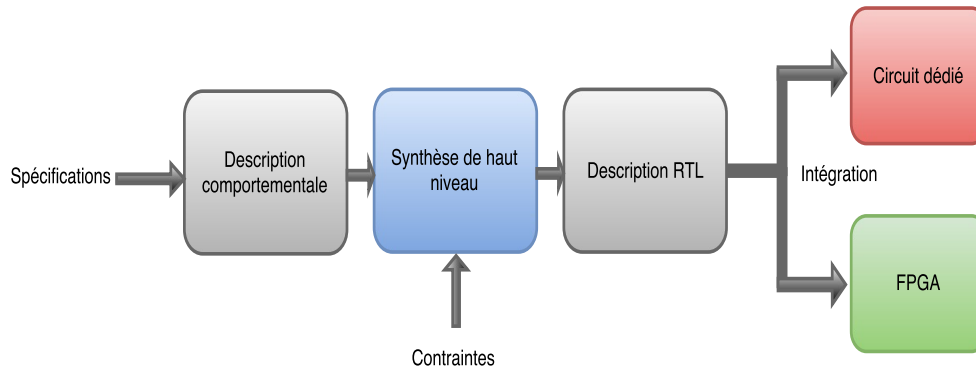 Spécifications
Description
comportementale
Synthèse de haut
niveau
Contraintes
Description RTL
Intégration
Circuit dédié
FPGA